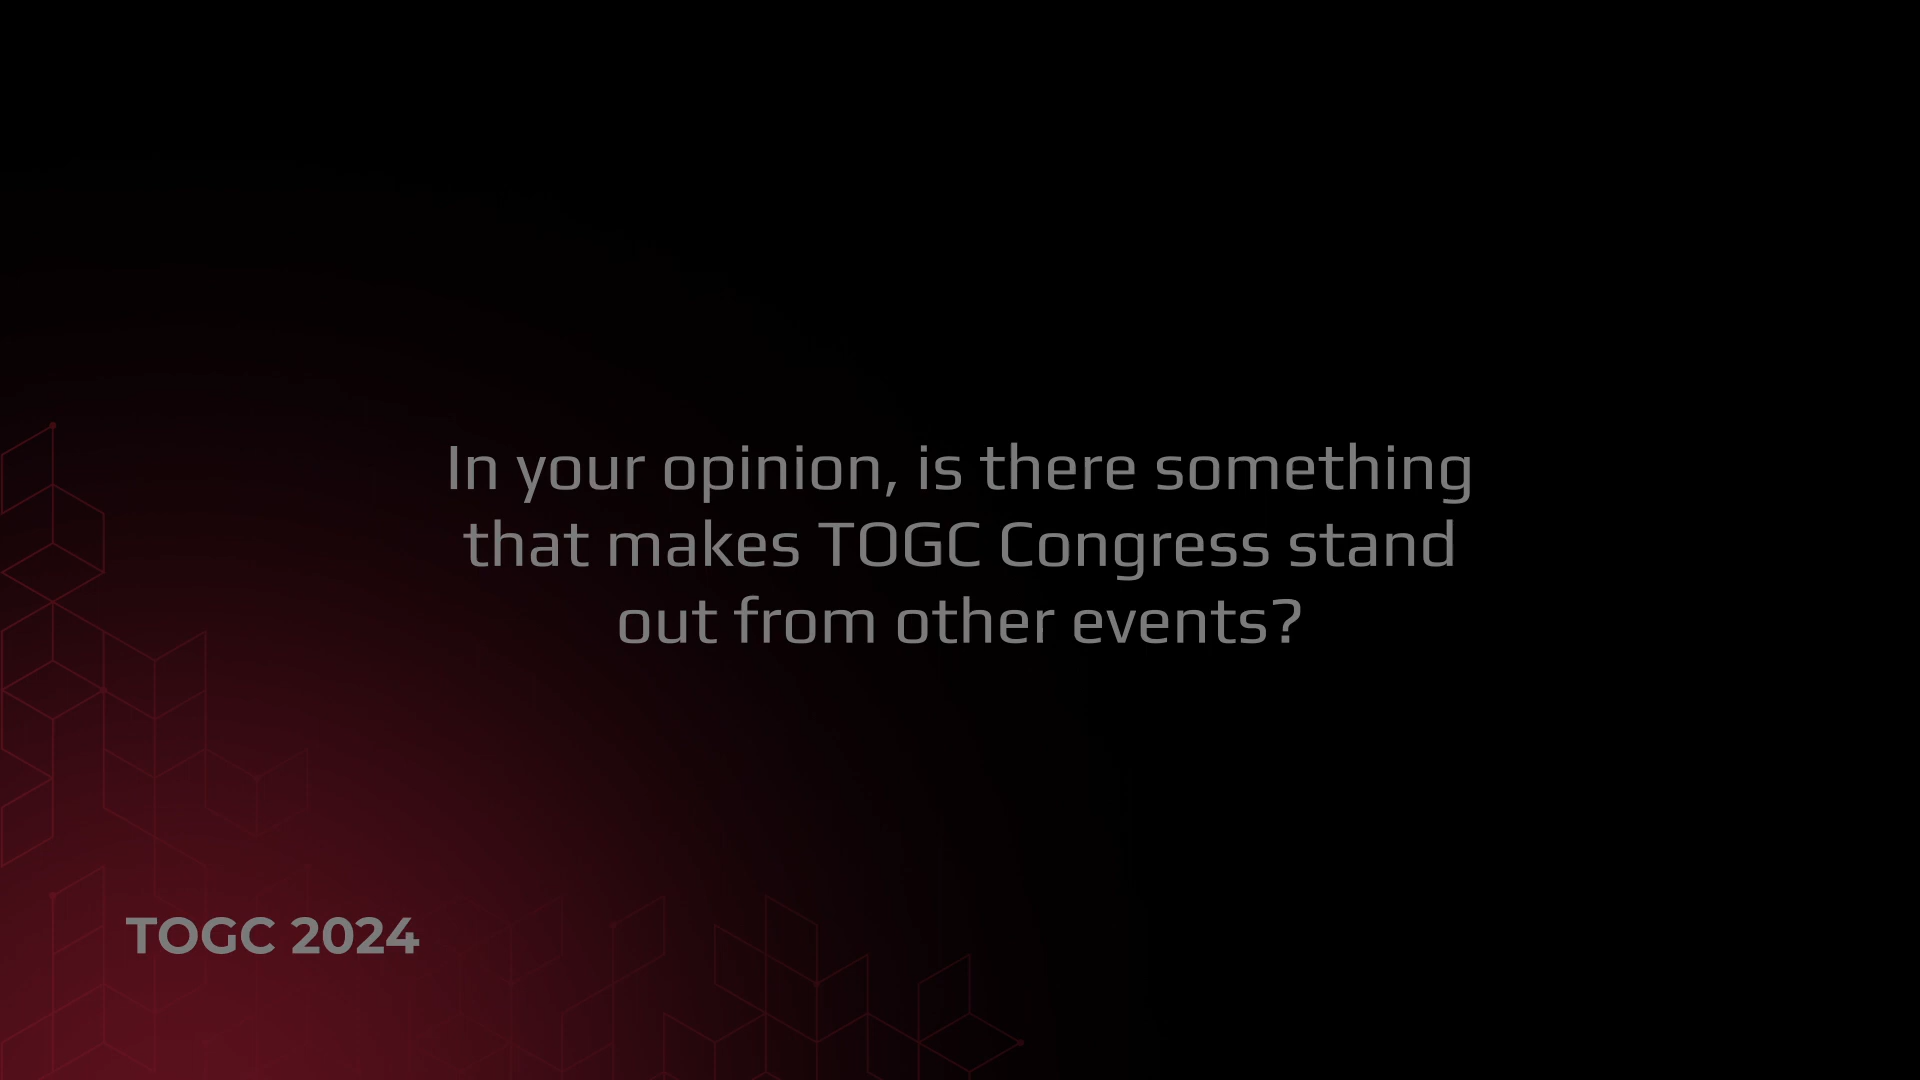 In your opinion, is there something
that makes TOGC Congress stand
out from other events?
TOGC 2024